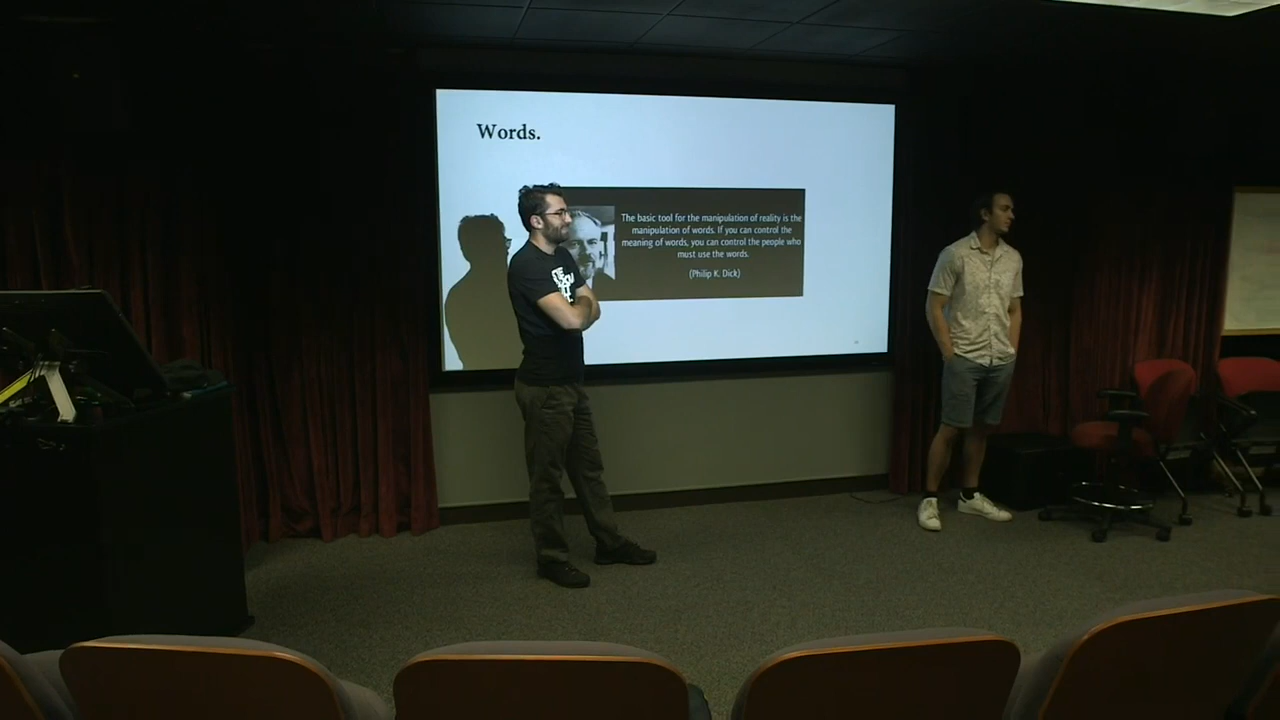 Words.
The basic tool for the manipulation of reality is the
manipulation of words. If you can control the
meaning of words, you can control the people who
must use the words.
(Philip K. Dick)